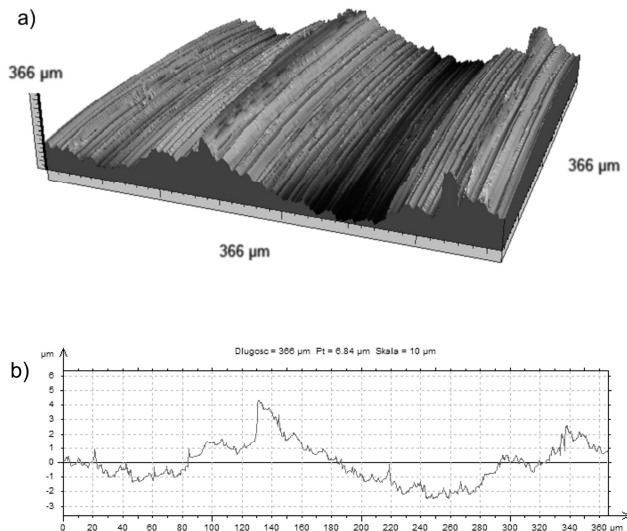 a)
366 µm
366 µm
366 µm
b)
Dlugosc = 366 µm Pt = 6.84 µm Skala = 10 µm
µm
6
5
4
3
2
1
0
-1
-2
-3
0 20 40 60 80 100 120 140 160 180 200 220 240 260 280 300 320 340 360 µm